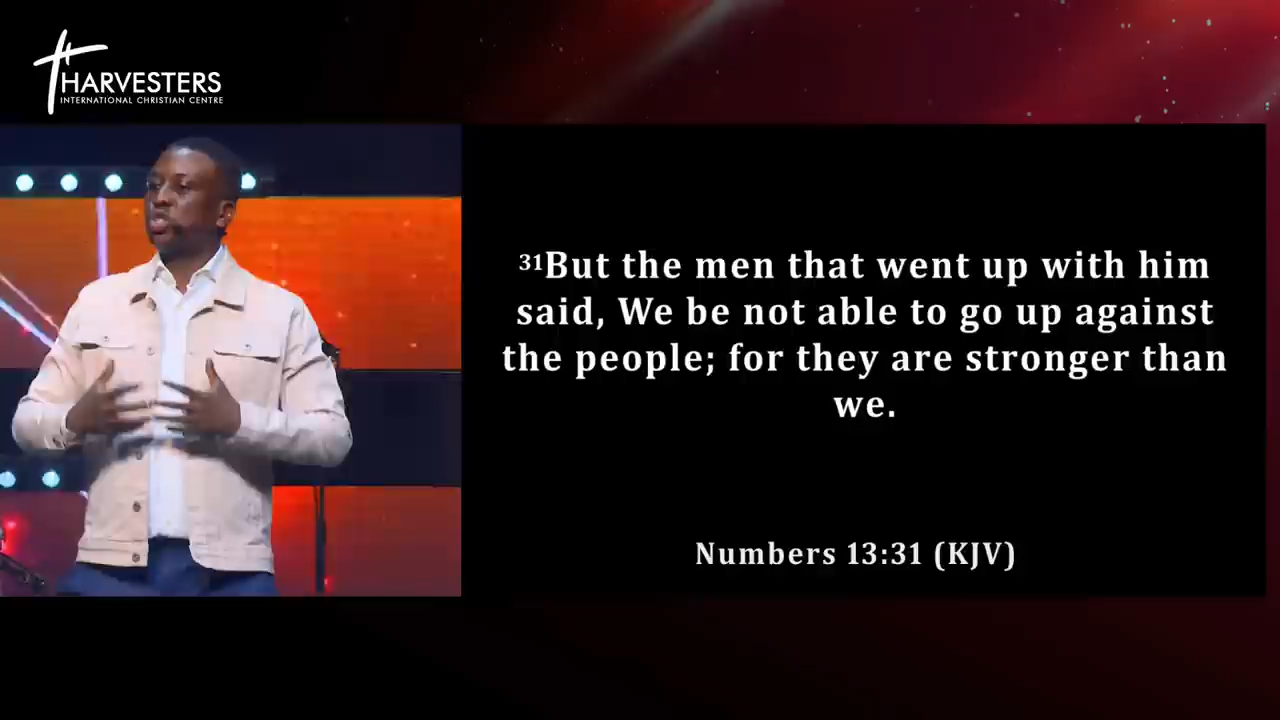 HARVESTERS
INTERNATIONAL CHRISTIAN CENTRE
31But the men that went up with him
said, We be not able to go up against
the people; for they are stronger than
we.
Numbers 13:31 (KJV)